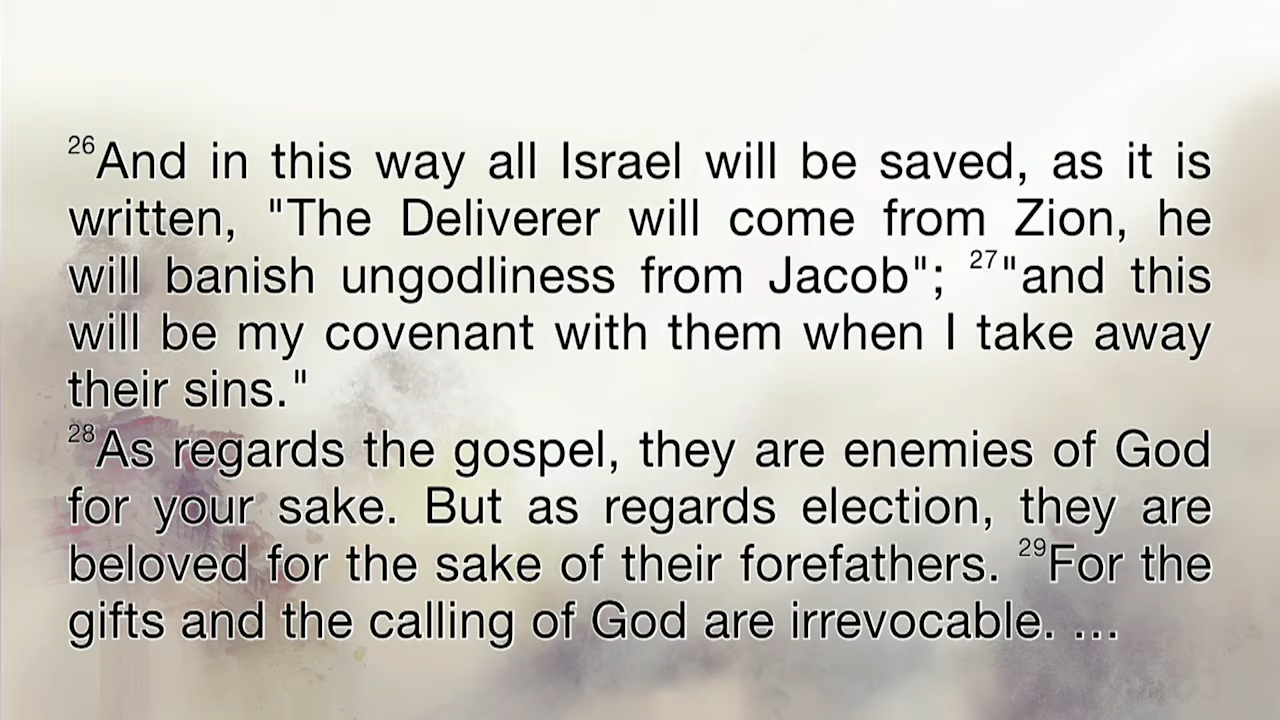 26And in this way all Israel will be saved, as it is
written, "The Deliverer will come from Zion, he
will banish ungodliness from Jacob"; 27"and this
will be my covenant with them when I take away
their sins."
28As regards the gospel, they are enemies of God
for your sake. But as regards election, they are
beloved for the sake of their forefathers. 29For the
gifts and the calling of God are irrevocable. ...